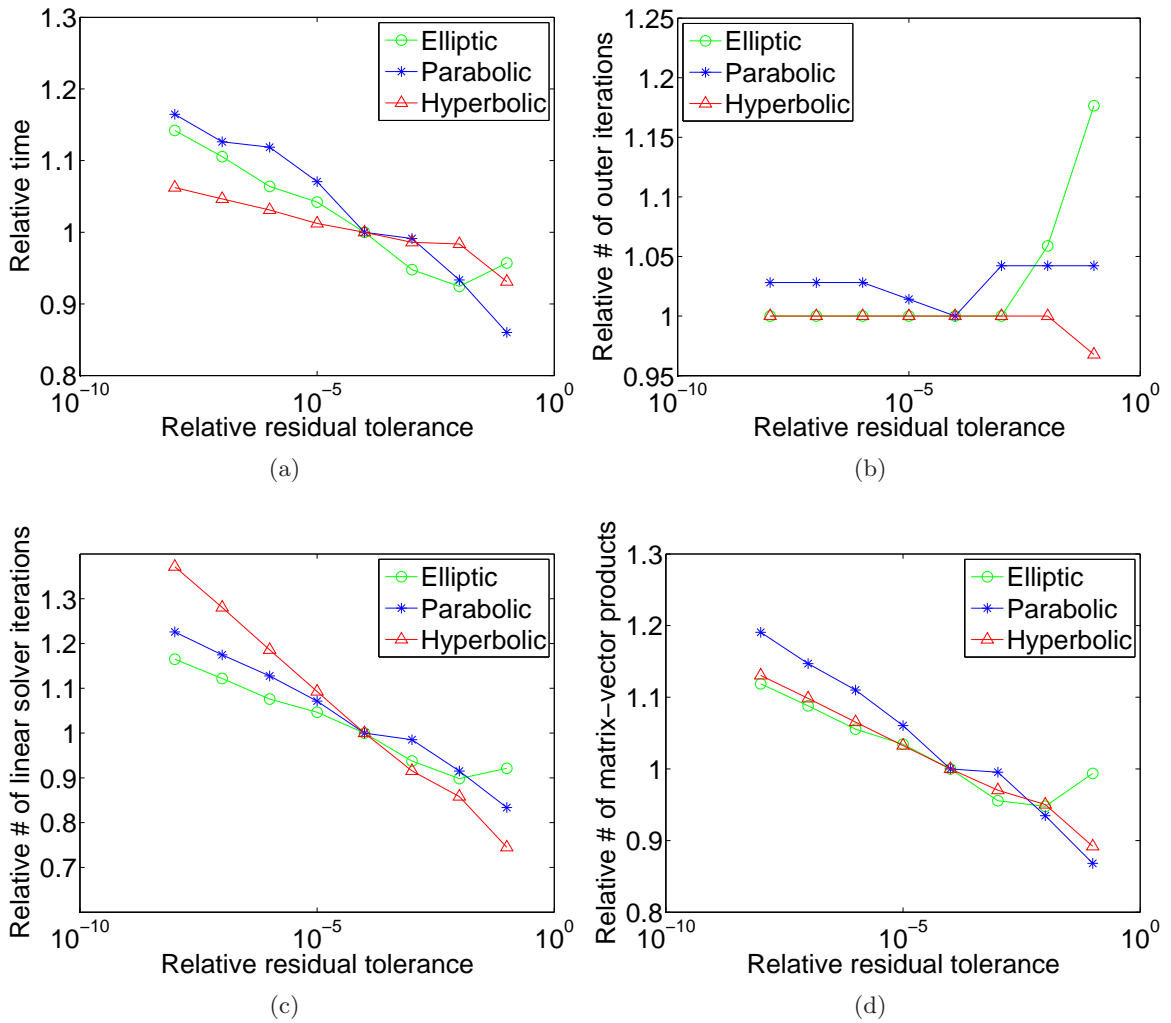 1.3
1.2
1.1
1
0.9
0.8
10^−10
10^−5
10^0
Relative time
Relative residual tolerance
Elliptic
Parabolic
Hyperbolic
(a)
1.25
1.2
1.15
1.1
1.05
1
0.95
10^−10
10^−5
10^0
Relative # of outer iterations
Relative residual tolerance
Elliptic
Parabolic
Hyperbolic
(b)
1.3
1.2
1.1
1
0.9
0.8
0.7
10^−10
10^−5
10^0
Relative # of linear solver iterations
Relative residual tolerance
Elliptic
Parabolic
Hyperbolic
(c)
1.3
1.2
1.1
1
0.9
0.8
10^−10
10^−5
10^0
Relative # of matrix−vector products
Relative residual tolerance
Elliptic
Parabolic
Hyperbolic
(d)